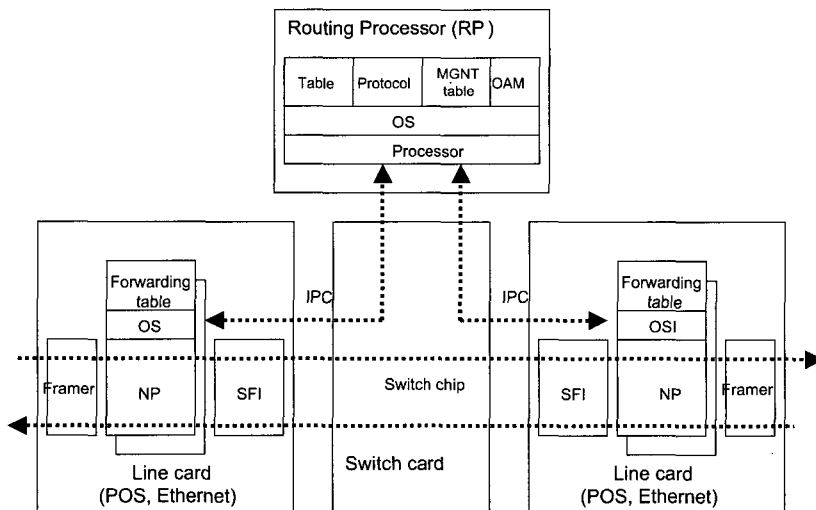 Routing Processor (RP)
Table
Protocol
MGNT
table
OAM
OS
Processor
Forwarding
table
OS
Framer
NP
SFI
Line card
(POS, Ethernet)
IPC
IPC
Switch chip
Switch card
Forwarding
table
OSI
SFI
NP
Framer
Line card
(POS, Ethernet)